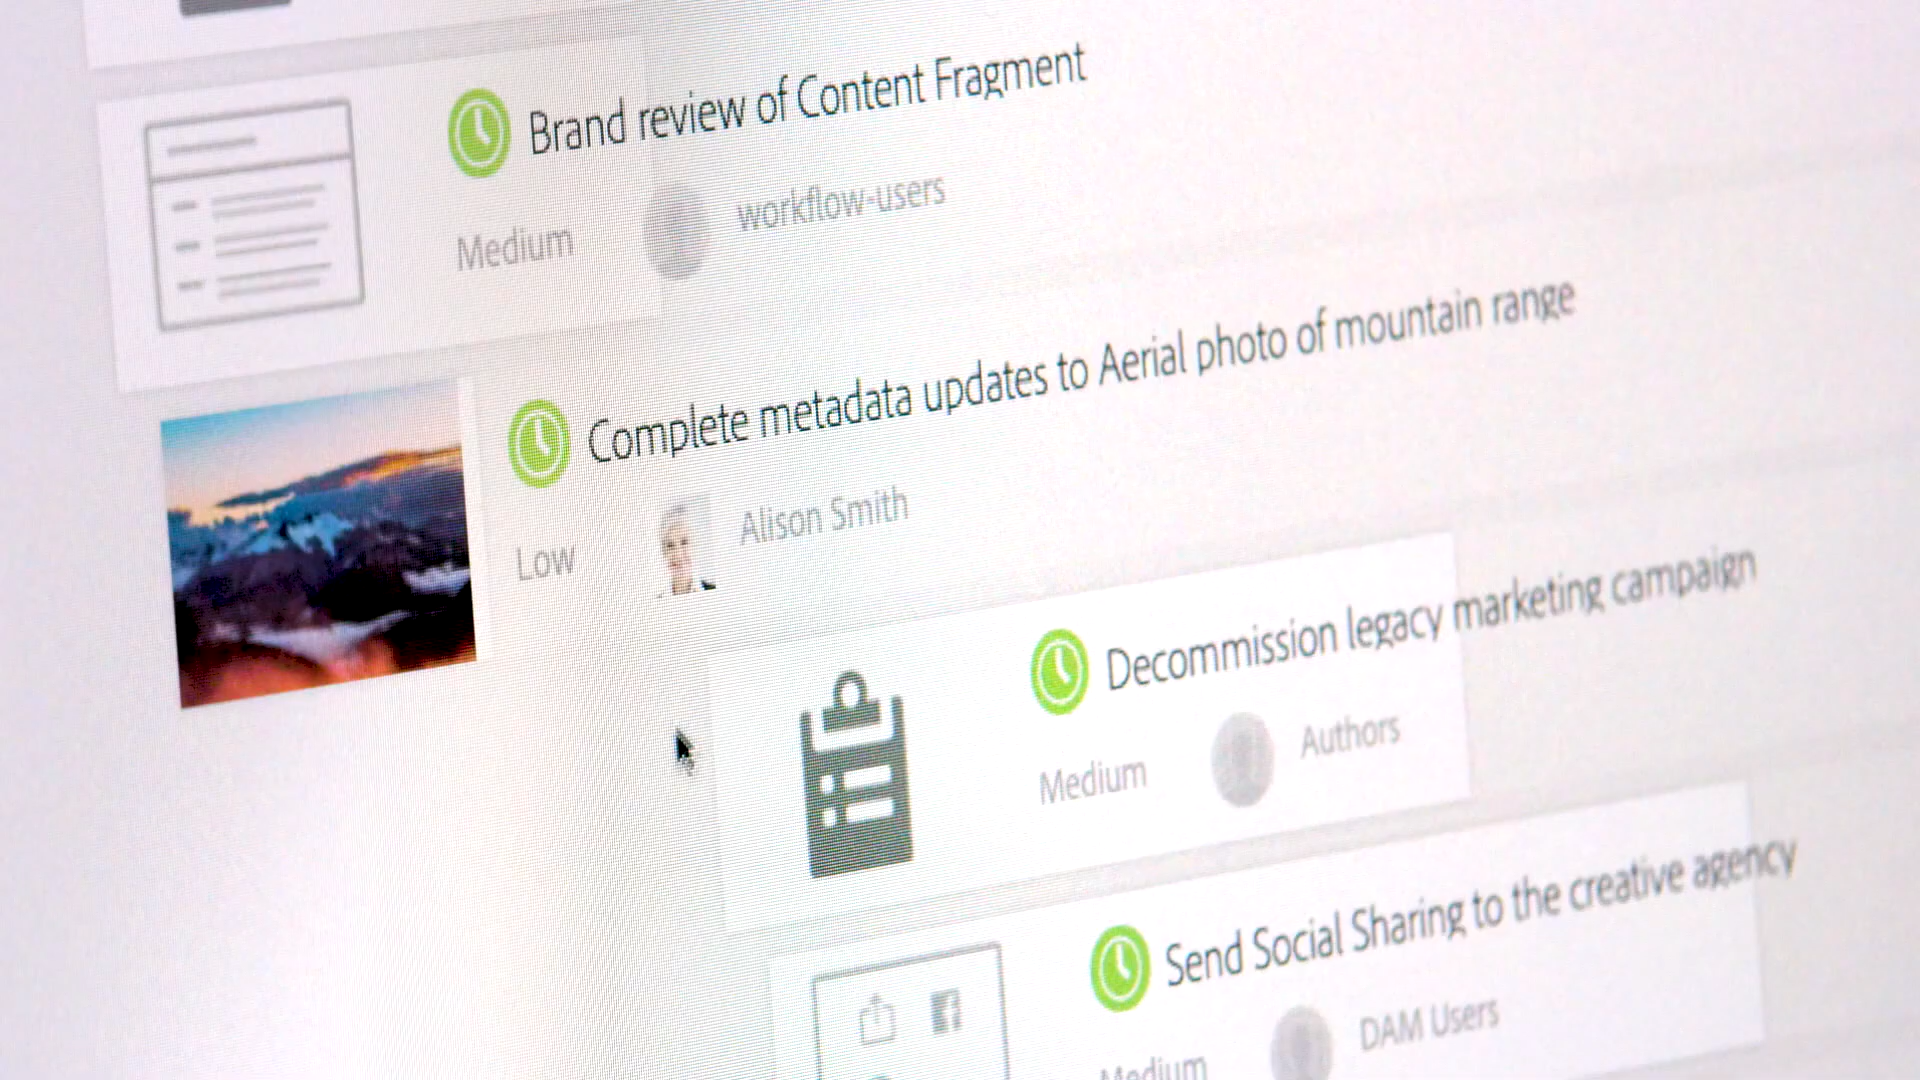 Brand review of Content Fragment
Medium
workflow-users
Complete metadata updates to Aerial photo of mountain range
Low
Alison Smith
Decommission legacy marketing campaign
Medium
Authors
Send Social Sharing to the creative agency
Medium
DAM Users